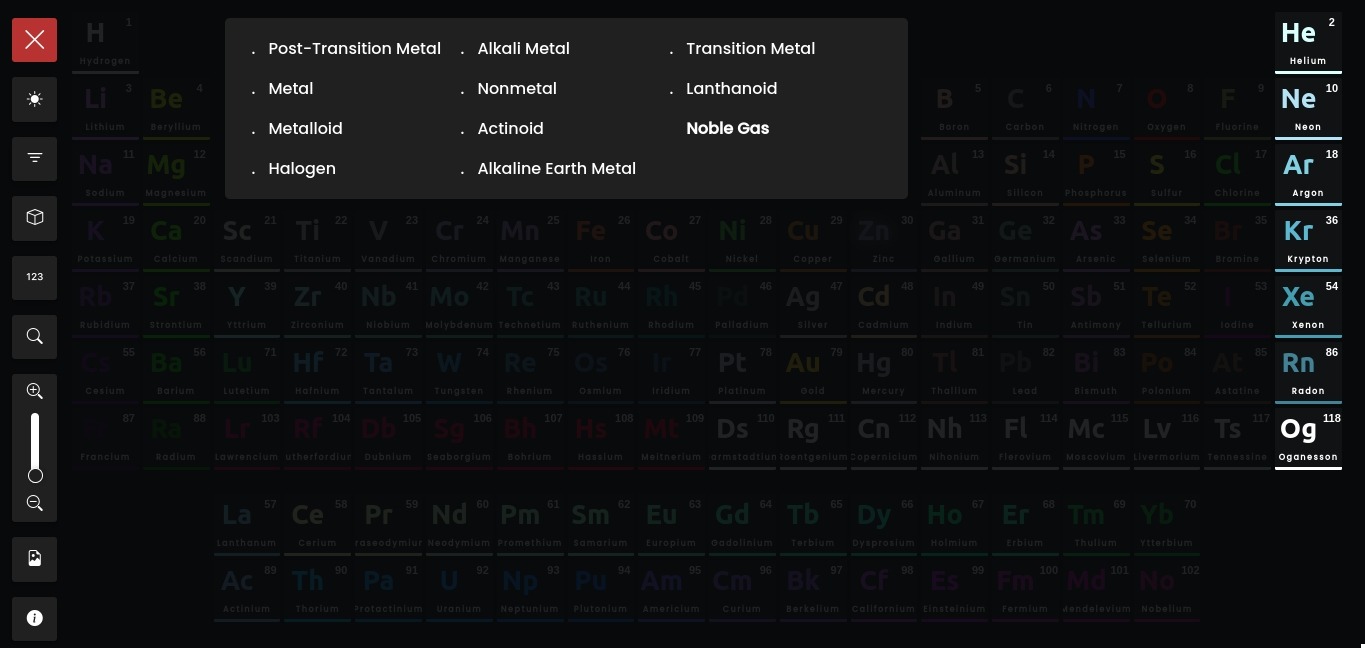 H 1 Hydrogen
He 2 Helium
. Post-Transition Metal . Alkali Metal . Transition Metal
. Metal . Nonmetal . Lanthanoid
. Metalloid . Actinoid Noble Gas
. Halogen . Alkaline Earth Metal
Li 3 Be 4 B 5 C 6 N 7 O 8 F 9 Ne 10
Lithium Beryllium Boron Carbon Nitrogen Oxygen Fluorine Neon
Na 11 Mg 12 Al 13 Si 14 P 15 S 16 Cl 17 Ar 18
Sodium Magnesium Aluminum Silicon Phosphorus Sulfur Chlorine Argon
K 19 Ca 20 Sc 21 Ti 22 V 23 Cr 24 Mn 25 Fe 26 Co 27 Ni 28 Cu 29 Zn 30 Ga 31 Ge 32 As 33 Se 34 Br 35 Kr 36
Potassium Calcium Scandium Titanium Vanadium Chromium Manganese Iron Cobalt Nickel Copper Zinc Gallium Germanium Arsenic Selenium Bromine Krypton
123
Rb 37 Sr 38 Y 39 Zr 40 Nb 41 Mo 42 Tc 43 Ru 44 Rh 45 Pd 46 Ag 47 Cd 48 In 49 Sn 50 Sb 51 Te 52 I 53 Xe 54
Rubidium Strontium Yttrium Zirconium Niobium Molybdenum Technetium Ruthenium Rhodium Palladium Silver Cadmium Indium Tin Antimony Tellurium Iodine Xenon
Cs 55 Ba 56 Lu 71 Hf 72 Ta 73 W 74 Re 75 Os 76 Ir 77 Pt 78 Au 79 Hg 80 Tl 81 Pb 82 Bi 83 Po 84 At 85 Rn 86
Cesium Barium Lutetium Hafnium Tantalum Tungsten Rhenium Osmium Iridium Platinum Gold Mercury Thallium Lead Bismuth Polonium Astatine Radon
87 Ra 88 Lr 103 Rf 104 Db 105 Sg 106 Bh 107 Hs 108 Mt 109 Ds 110 Rg 111 Cn 112 Nh 113 Fl 114 Mc 115 Lv 116 Ts 117 Og 118
Francium Radium Lawrencium utherfordiur Dubnium Seaborgium Bohrium Hassium Meitnerium armstadtiur oentgeniun Copernicium Nihonium Flerovium Moscovium Livermorium Tennessine Oganesson
La 57 Ce 58 Pr 59 Nd 60 Pm 61 Sm 62 Eu 63 Gd 64 Tb 65 Dy 66 Ho 67 Er 68 Tm 69 Yb 70
Lanthanum Cerium raseodymiur Neodymium Promethium Samarium Europium Gadolinium Terbium Dysprosium Holmium Erbium Thulium Ytterbium
Ac 89 Th 90 Pa 91 U 92 Np 93 Pu 94 Am 95 Cm 96 Bk 97 Cf 98 Es 99 Fm 100 Md 101 No 102
Actinium Thorium Protactinium Uranium Neptunium Plutonium Americium Curium Berkelium Californium Einsteinium Fermium Mendelevium Nobelium